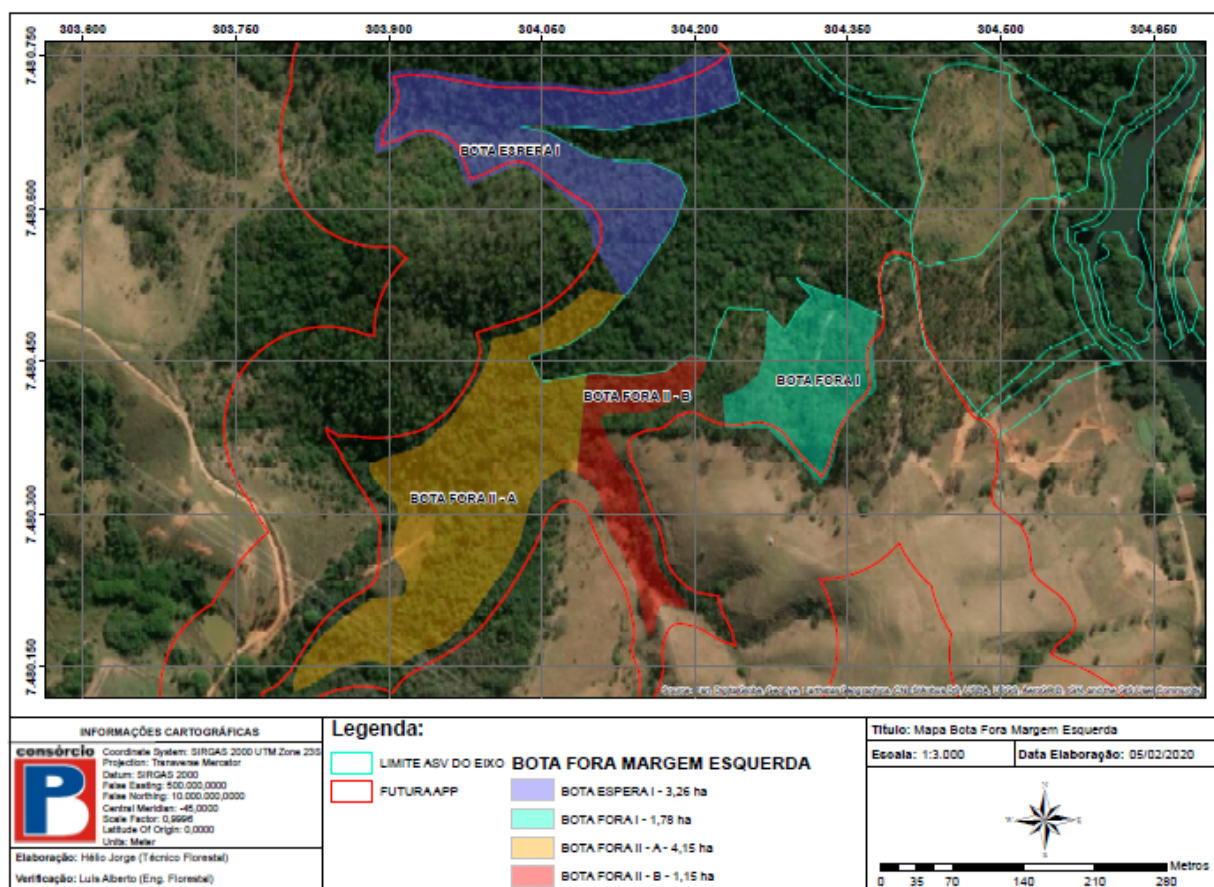 303.600 303.750 303.900 304.050 304.200 304.350 304.500 304.650
7.480.750
7.480.600
7.480.450
7.480.300
7.480.150
BOTA ESPERA I
BOTA FORA I
BOTA FORA II - B
BOTA FORA II - A
INFORMAÇÕES CARTOGRÁFICAS
consórcio
Coordinate System: SIRGAS 2000 UTM Zone 23S
Projection: Transverse Mercator
Datum: SIRGAS 2000
False Easting: 500.000,0000
False Northing: 10.000.000,0000
Central Meridian: -45,0000
Scale Factor: 0,9996
Latitude Of Origin: 0,0000
Units: Meter
Elaboração: Hélio Jorge (Técnico Florestal)
Verificação: Luis Alberto (Eng. Florestal)
Legenda:
LIMITE ASV DO EIXO
FUTURA APP
BOTA FORA MARGEM ESQUERDA
BOTA ESPERA I - 3,26 ha
BOTA FORA I - 1,78 ha
BOTA FORA II - A - 4,15 ha
BOTA FORA II - B - 1,15 ha
Título: Mapa Bota Fora Margem Esquerda
Escala: 1:3.000
Data Elaboração: 05/02/2020
N
W E
S
Metros
0 35 70 140 210 280